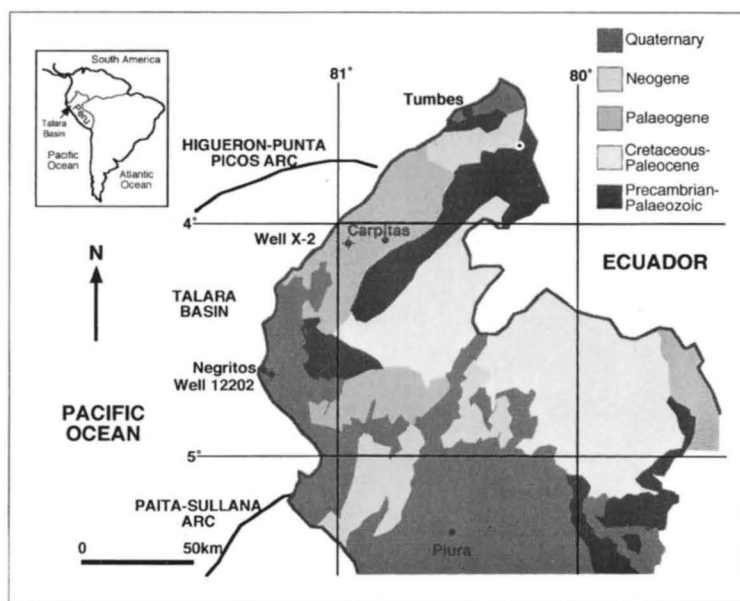 South America
Talara
Basin
Peru
Pacific
Ocean
Atlantic
Ocean
81°
80°
Tumbes
HIGUERON-PUNTA
PICOS ARC
4°
Well X-2
Carpitas
N
ECUADOR
TALARA
BASIN
Negritos
Well 12202
PACIFIC
OCEAN
5°
PAITA-SULLANA
ARC
0
50km
Piura
Quaternary
Neogene
Palaeogene
Cretaceous-
Paleocene
Precambrian-
Palaeozoic